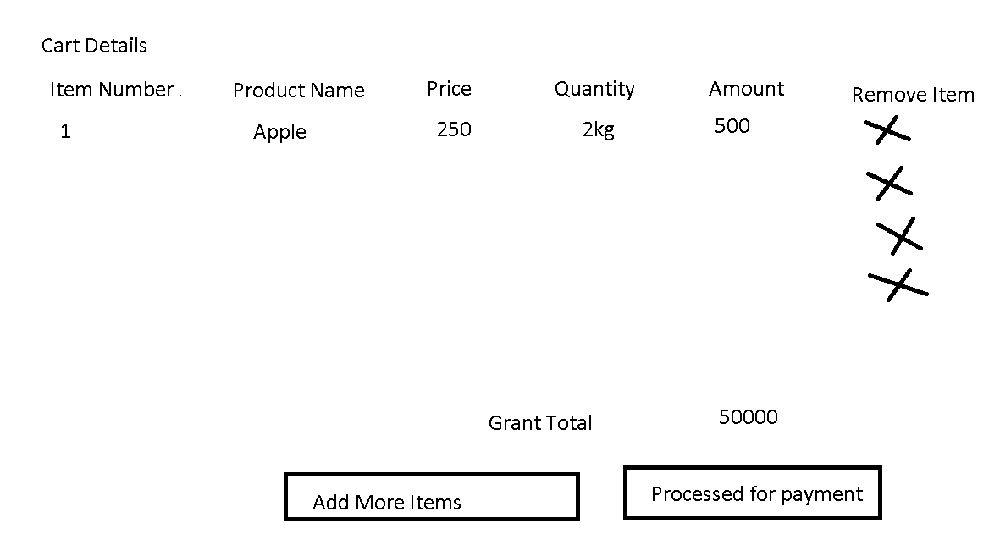 Cart Details
Item Number Product Name Price Quantity Amount Remove Item
1 Apple 250 2kg 500
Grant Total 50000
Add More Items Processed for payment